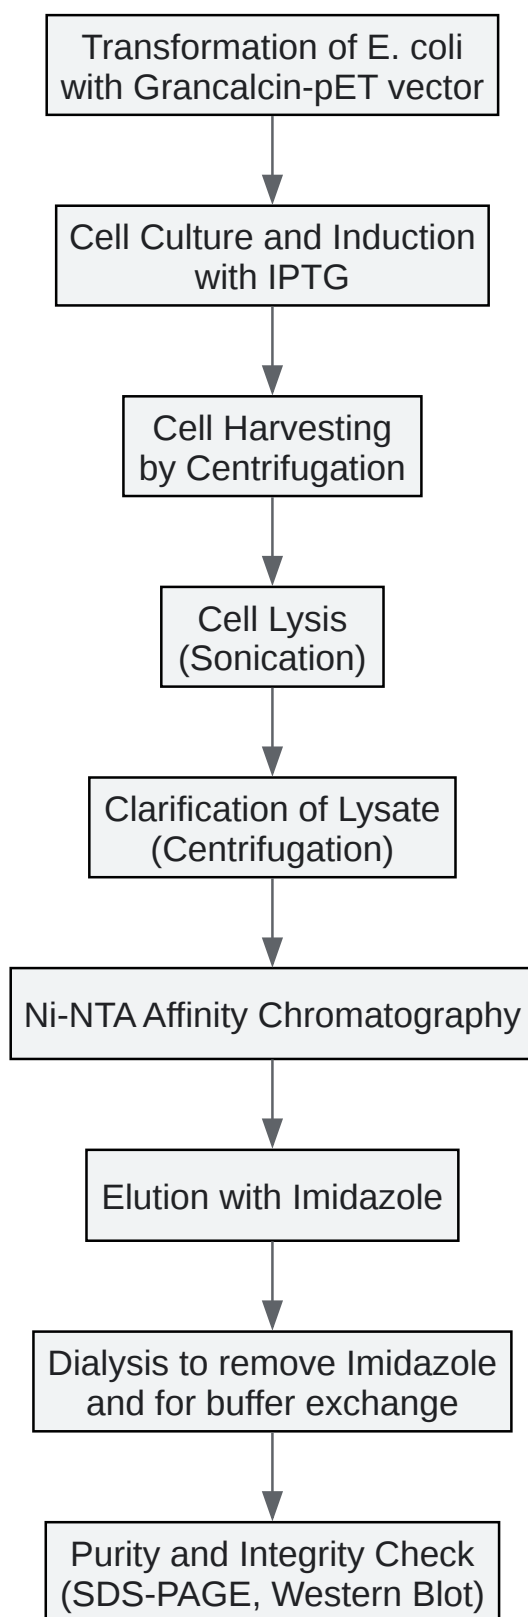 Transformation of E. coli
with Grancalcin-pET vector
Cell Culture and Induction
with IPTG
Cell Harvesting
by Centrifugation
Cell Lysis
(Sonication)
Clarification of Lysate
(Centrifugation)
Ni-NTA Affinity Chromatography
Elution with Imidazole
Dialysis to remove Imidazole
and for buffer exchange
Purity and Integrity Check
(SDS-PAGE, Western Blot)